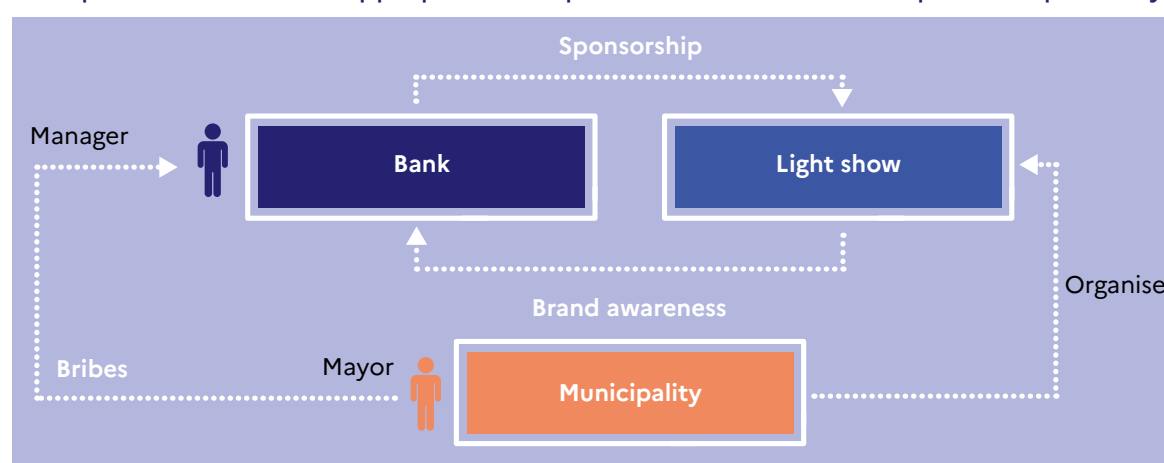 Sponsorship
Manager
Bank
Light show
Organise
Brand awareness
Bribes
Mayor
Municipality